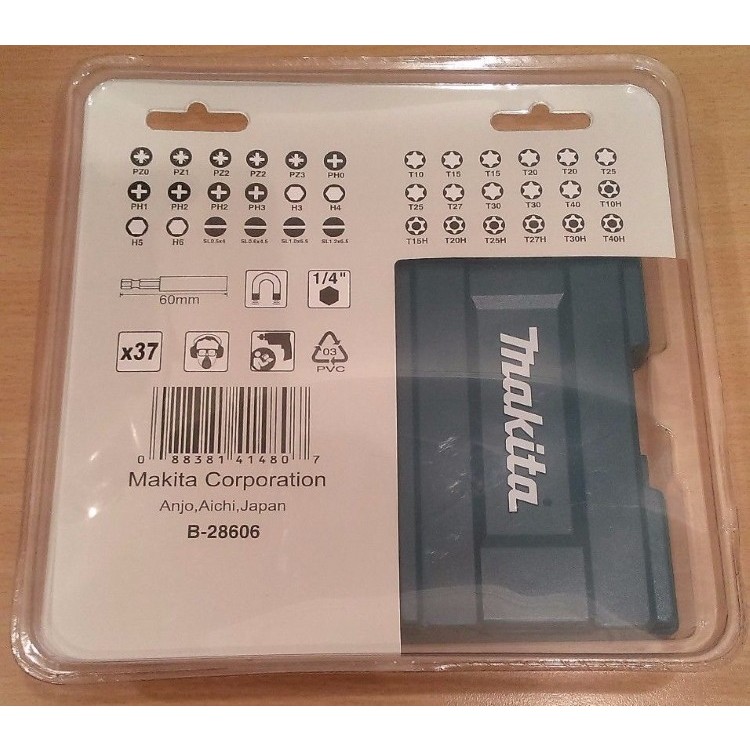 PZ0 PZ1 PZ2 PZ2 PZ3 PH0
PH1 PH2 PH2 PH3 H3 H4
H5 H6
T10 T15 T15 T20 T20 T25
T25 T27 T30 T30 T40 T10H
T15H T20H T25H T27H T30H T40H
60mm
1/4"
x37
03
PVC
0 88381 41480 7
Makita Corporation
Anjo,Aichi,Japan
B-28606
makita